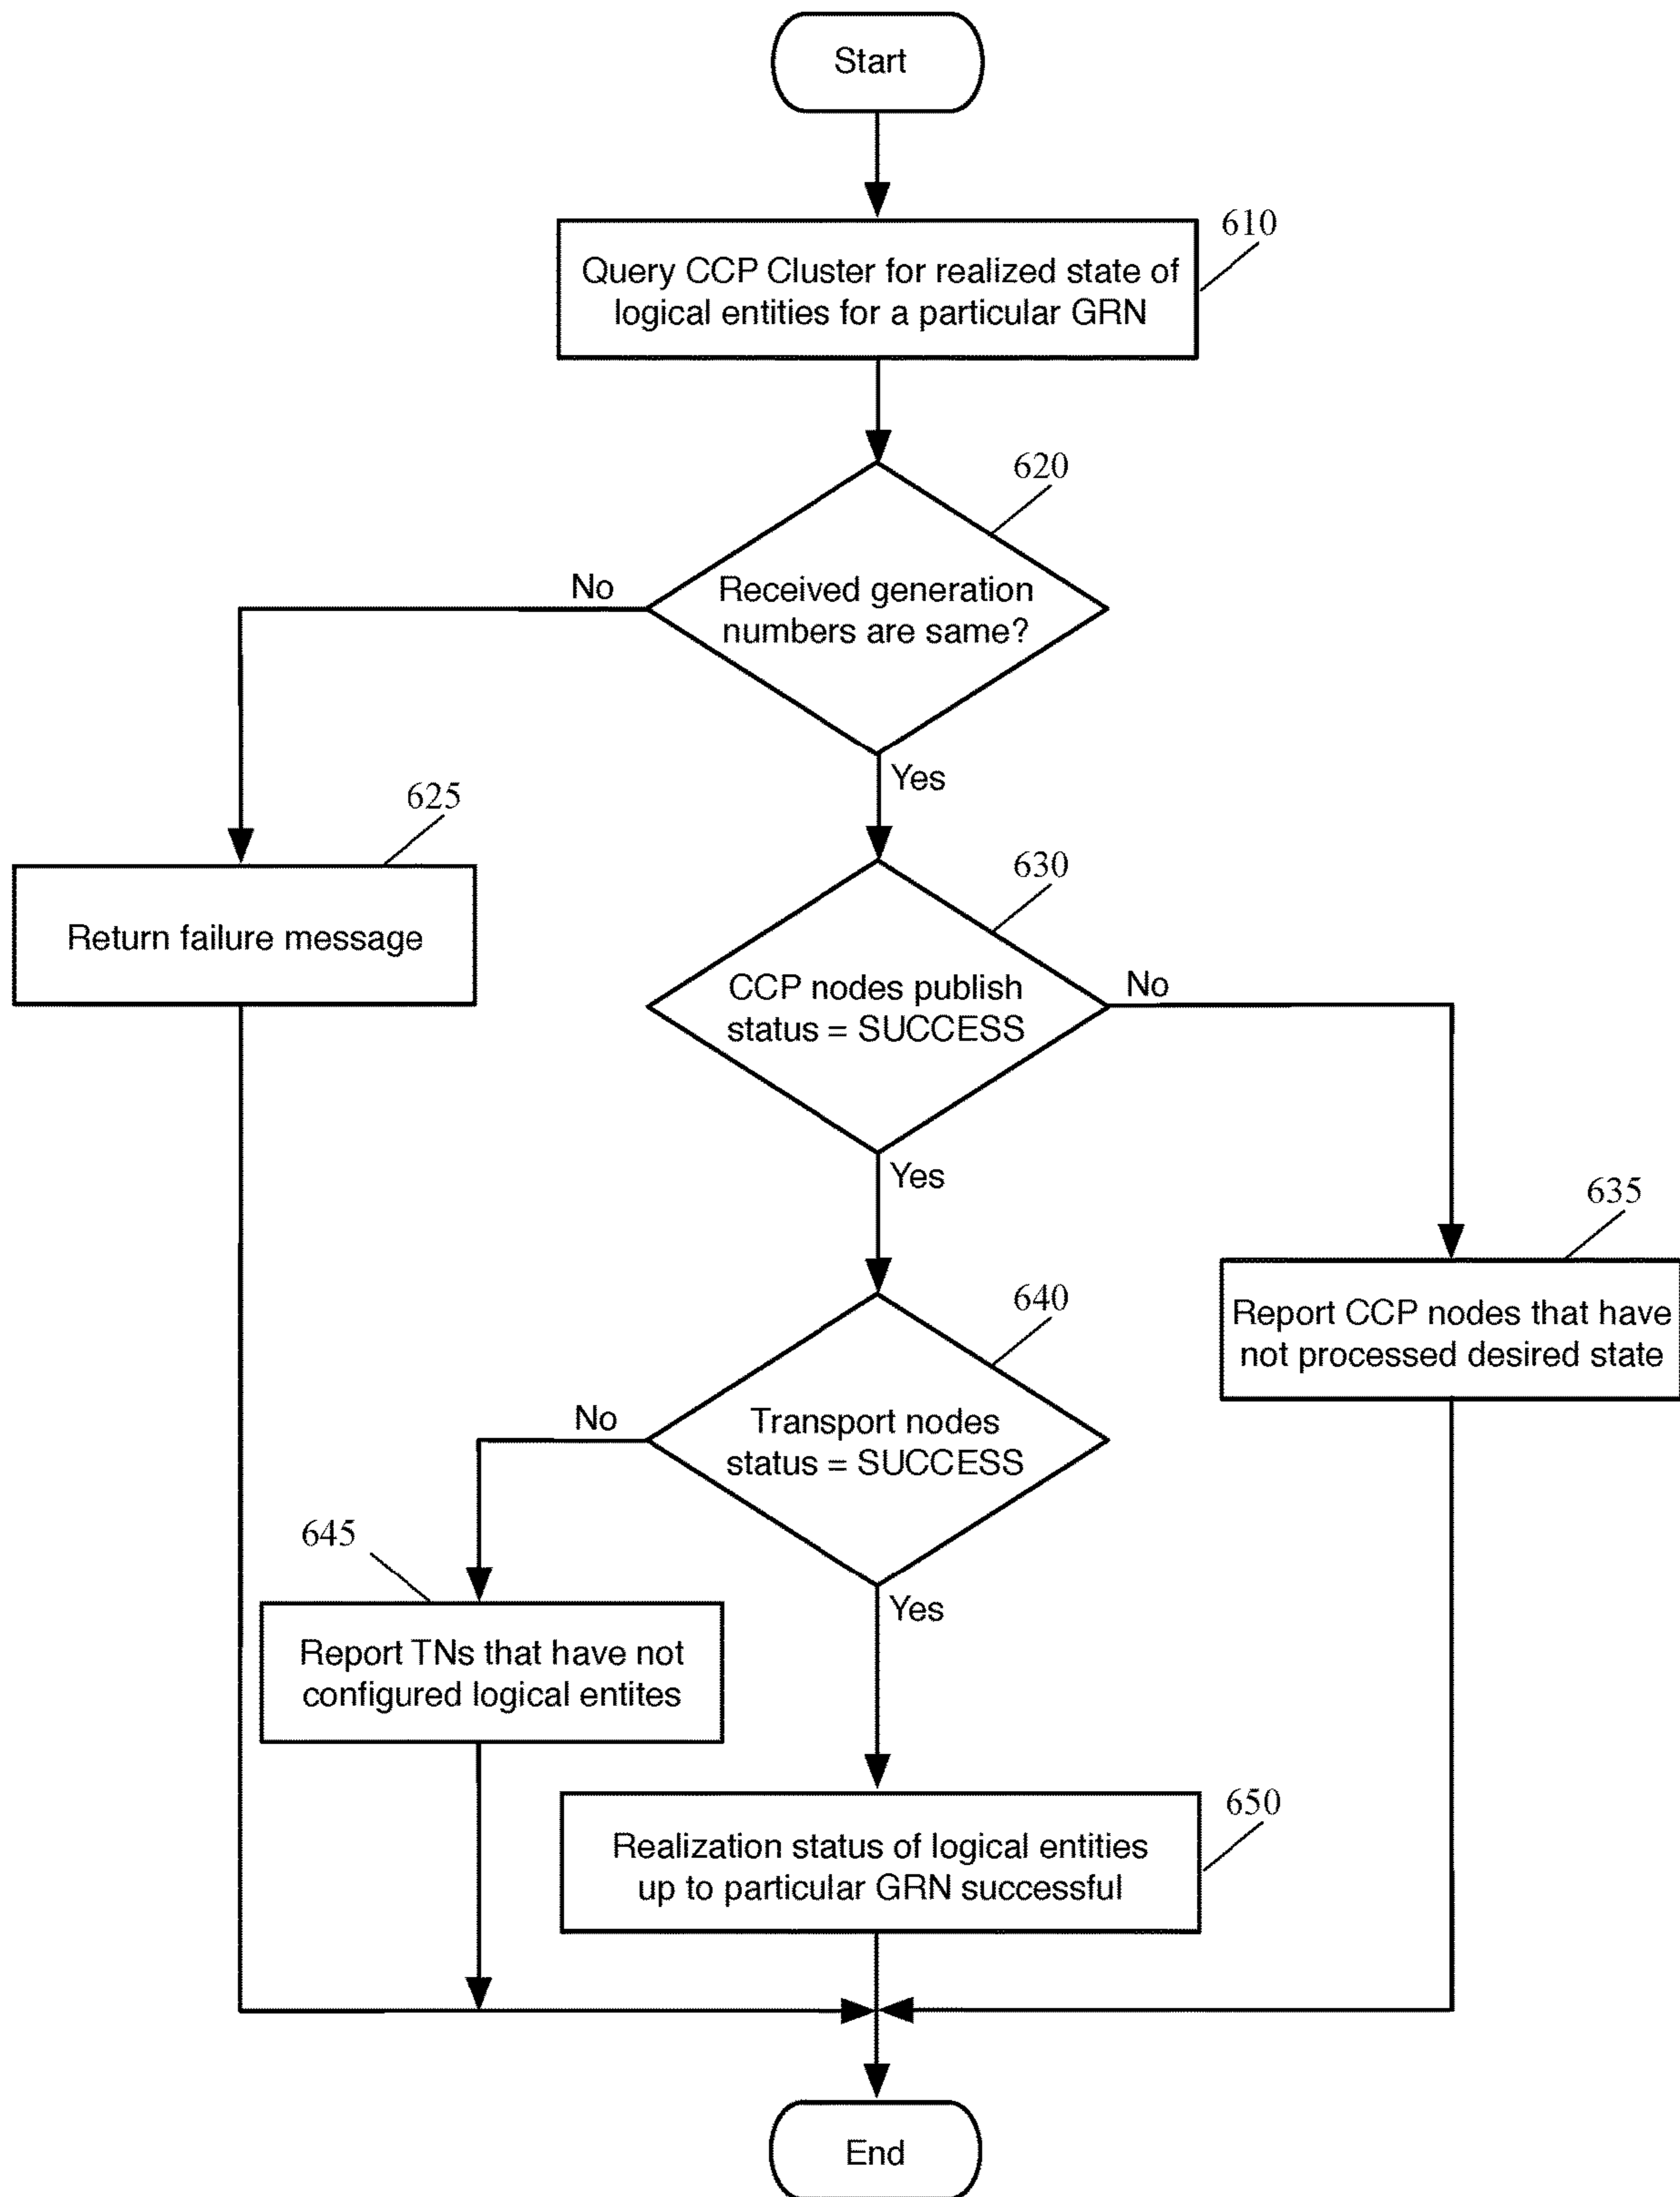 Start
610
Query CCP Cluster for realized state of
logical entities for a particular GRN
620
No
Received generation
numbers are same?
Yes
625
Return failure message
630
CCP nodes publish
status = SUCCESS
No
Yes
635
Report CCP nodes that have
not processed desired state
640
No
Transport nodes
status = SUCCESS
645
Yes
Report TNs that have not
configured logical entites
650
Realization status of logical entities
up to particular GRN successful
End